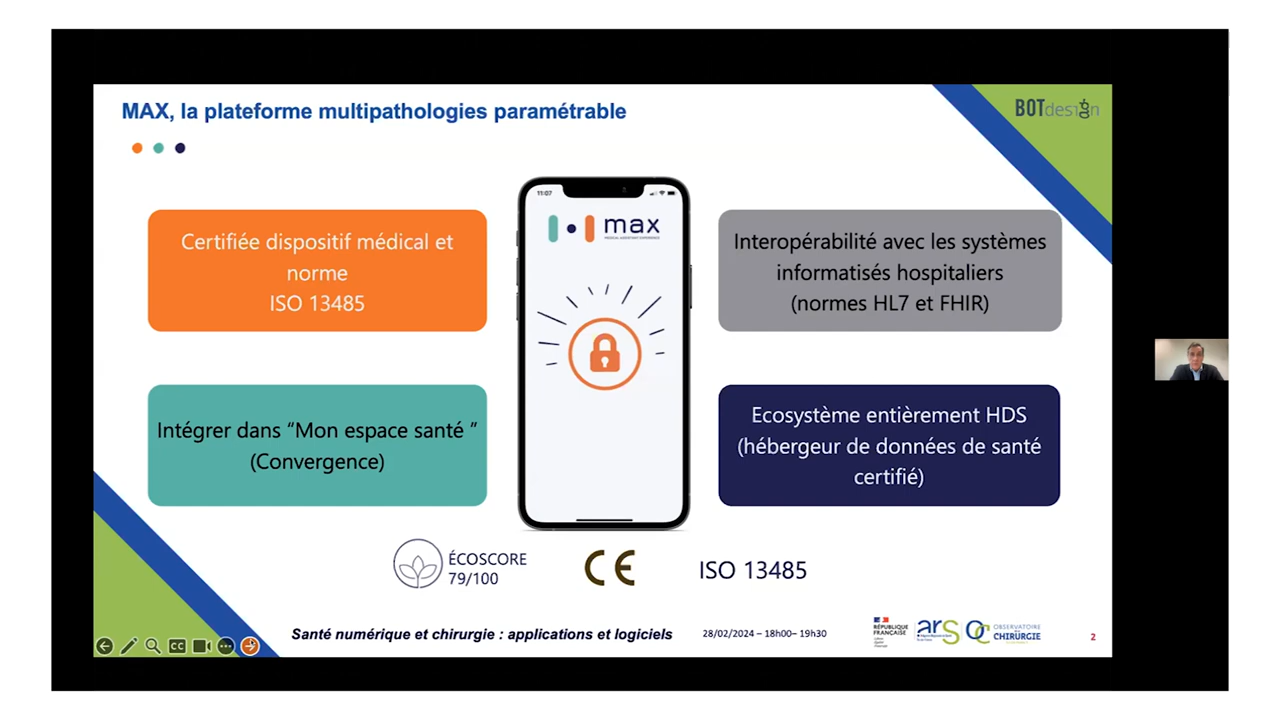 MAX, la plateforme multipathologies paramétrable
BOTdesign
Certifiée dispositif médical et
norme
ISO 13485
11:07
max
MEDICAL ASSISTANT EXPERIENCE
Interopérabilité avec les systèmes
informatisés hospitaliers
(normes HL7 et FHIR)
Intégrer dans “Mon espace santé ”
(Convergence)
Ecosystème entièrement HDS
(hébergeur de données de santé
certifié)
ÉCOSCORE
79/100
CE
ISO 13485
CC
Santé numérique et chirurgie : applications et logiciels
28/02/2024 – 18h00– 19h30
RÉPUBLIQUE
FRANÇAISE
ars
OC
OBSERVATOIRE
CHIRURGIE
2